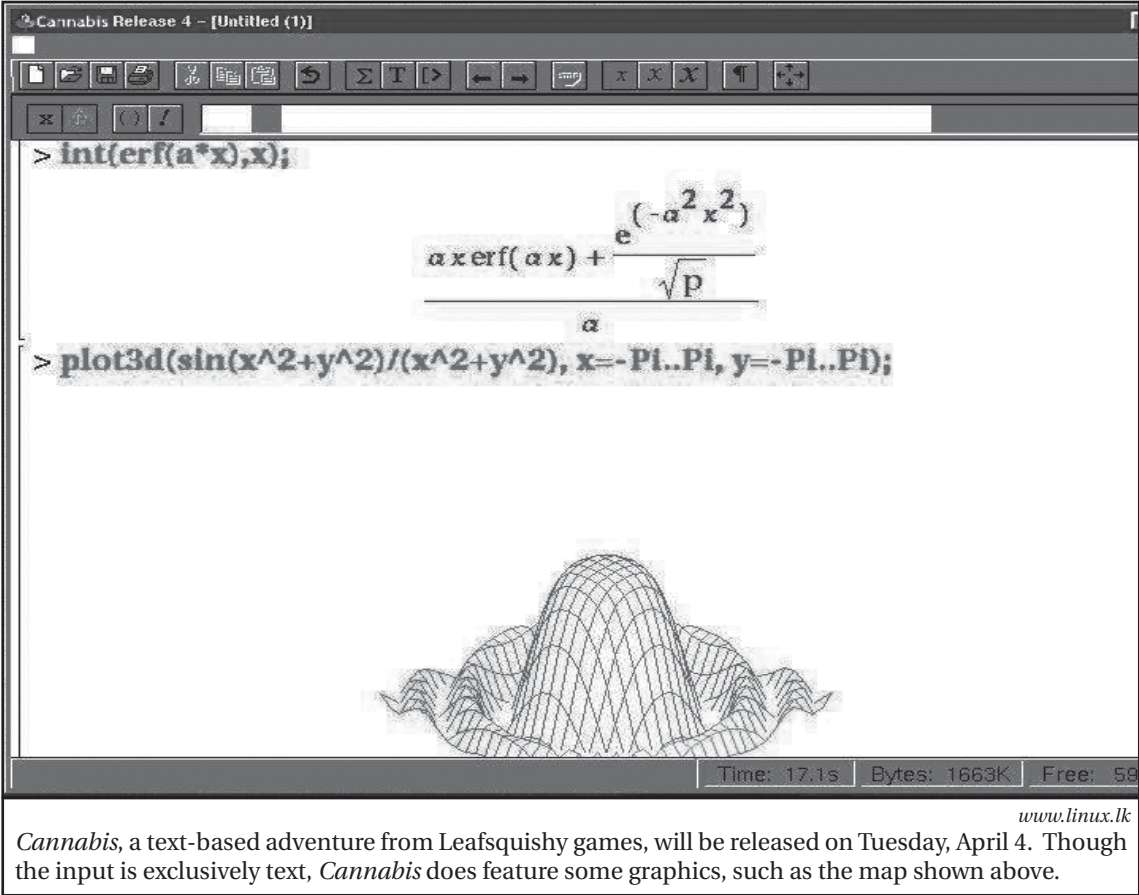 Cannabis Release 4 – [Untitled (1)]
Σ T [> x x x ¶
x ( ) !
> int(erf(a*x),x);
a x erf( a x ) + e^(-a^2 x^2) / √p
a
> plot3d(sin(x^2+y^2)/(x^2+y^2), x=-Pi..Pi, y=-Pi..Pi);
Time: 17.1s Bytes: 1663K Free: 59
www.linux.lk
Cannabis, a text-based adventure from Leafsquishy games, will be released on Tuesday, April 4. Though
the input is exclusively text, Cannabis does feature some graphics, such as the map shown above.